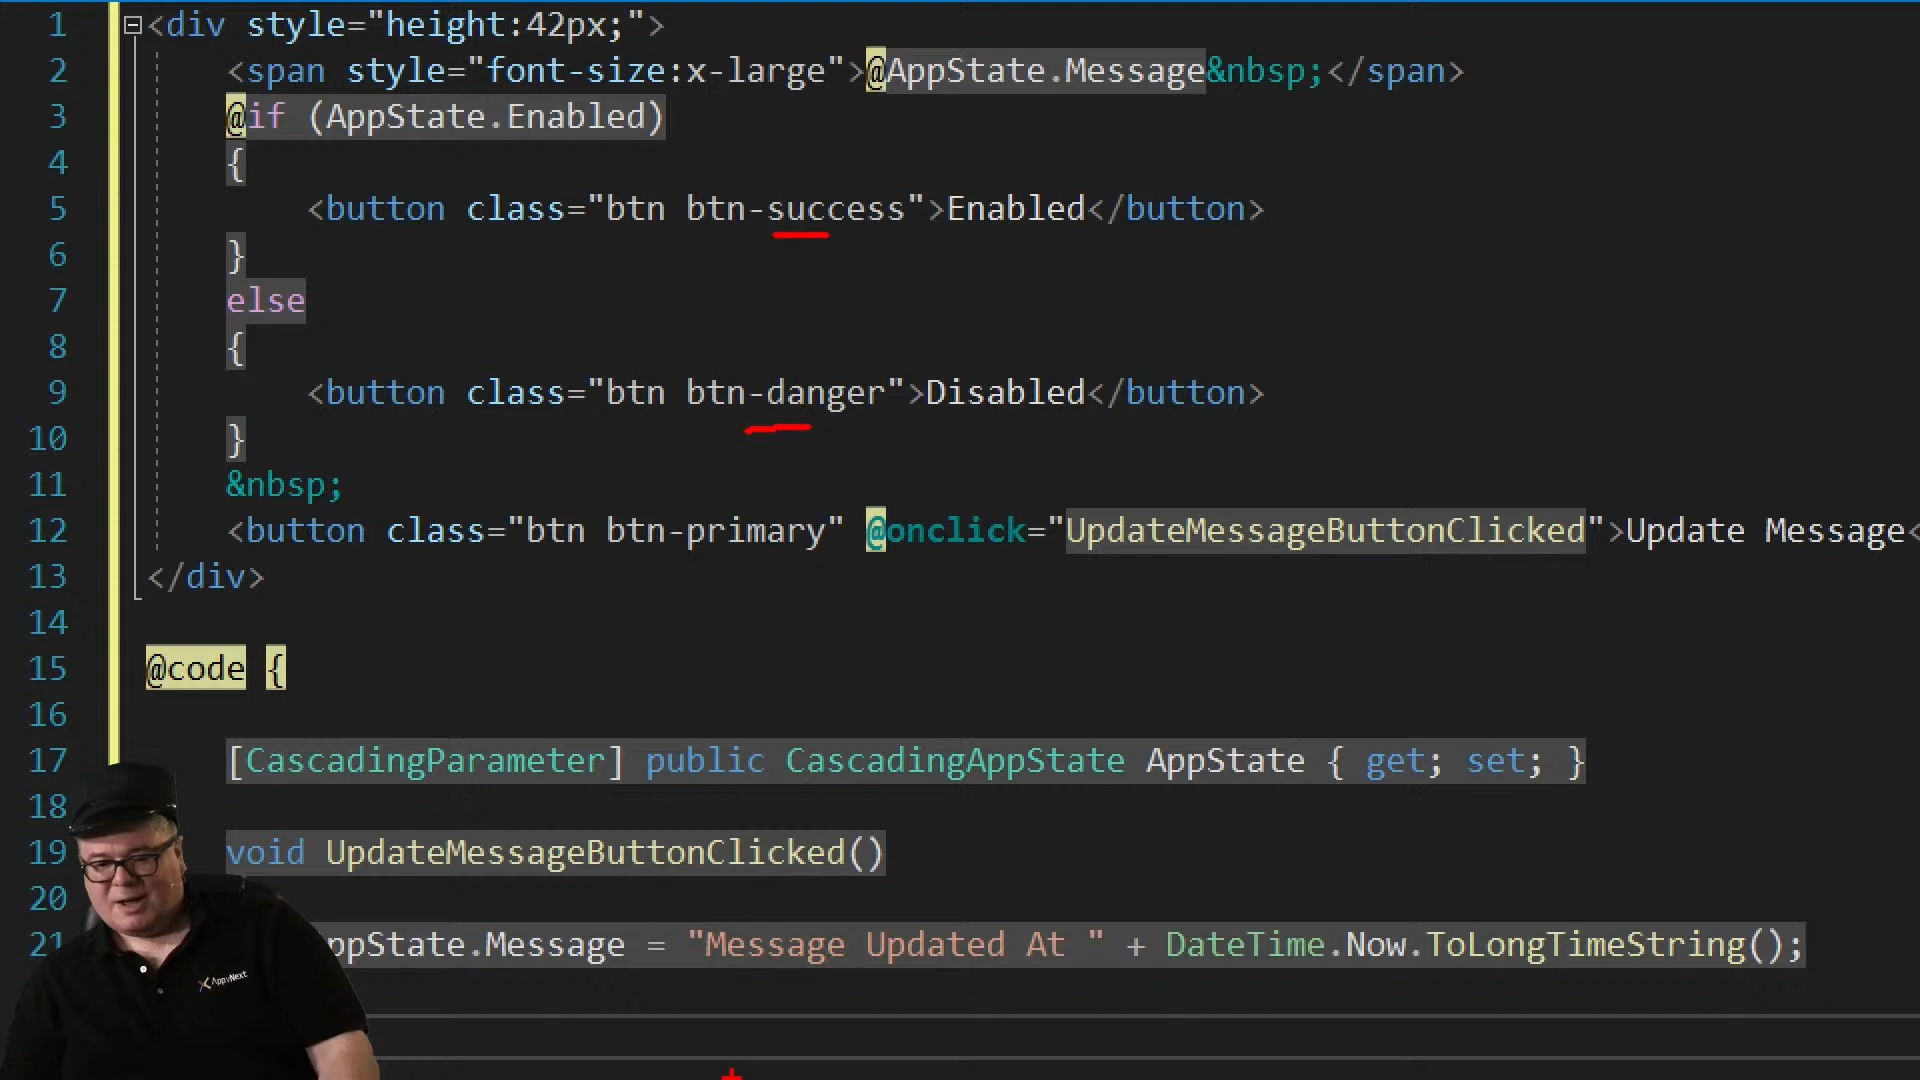 1 <div style="height:42px;">
2 <span style="font-size:x-large">@AppState.Message&nbsp;</span>
3 @if (AppState.Enabled)
4 {
5 <button class="btn btn-success">Enabled</button>
6 }
7 else
8 {
9 <button class="btn btn-danger">Disabled</button>
10 }
11 &nbsp;
12 <button class="btn btn-primary" @onclick="UpdateMessageButtonClicked">Update Message<
13 </div>
14
15 @code {
16
17 [CascadingParameter] public CascadingAppState AppState { get; set; }
18
19 void UpdateMessageButtonClicked()
20
21 ppState.Message = "Message Updated At " + DateTime.Now.ToLongTimeString();
AppvNext